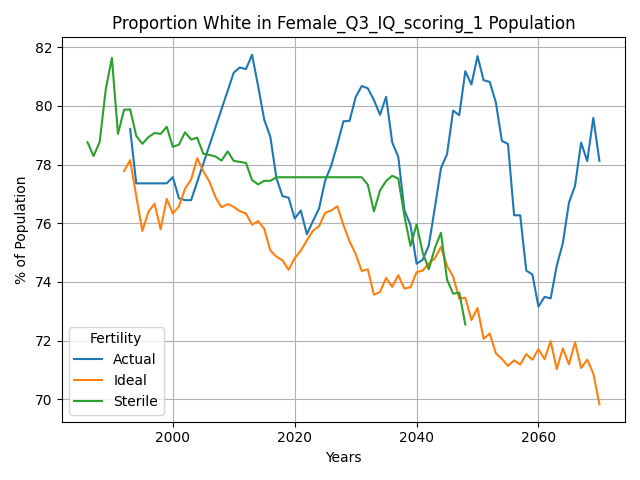 Proportion White in Female_Q3_IQ_scoring_1 Population
% of Population
82
80
78
76
74
72
70
Fertility
Actual
Ideal
Sterile
2000
2020
2040
2060
Years